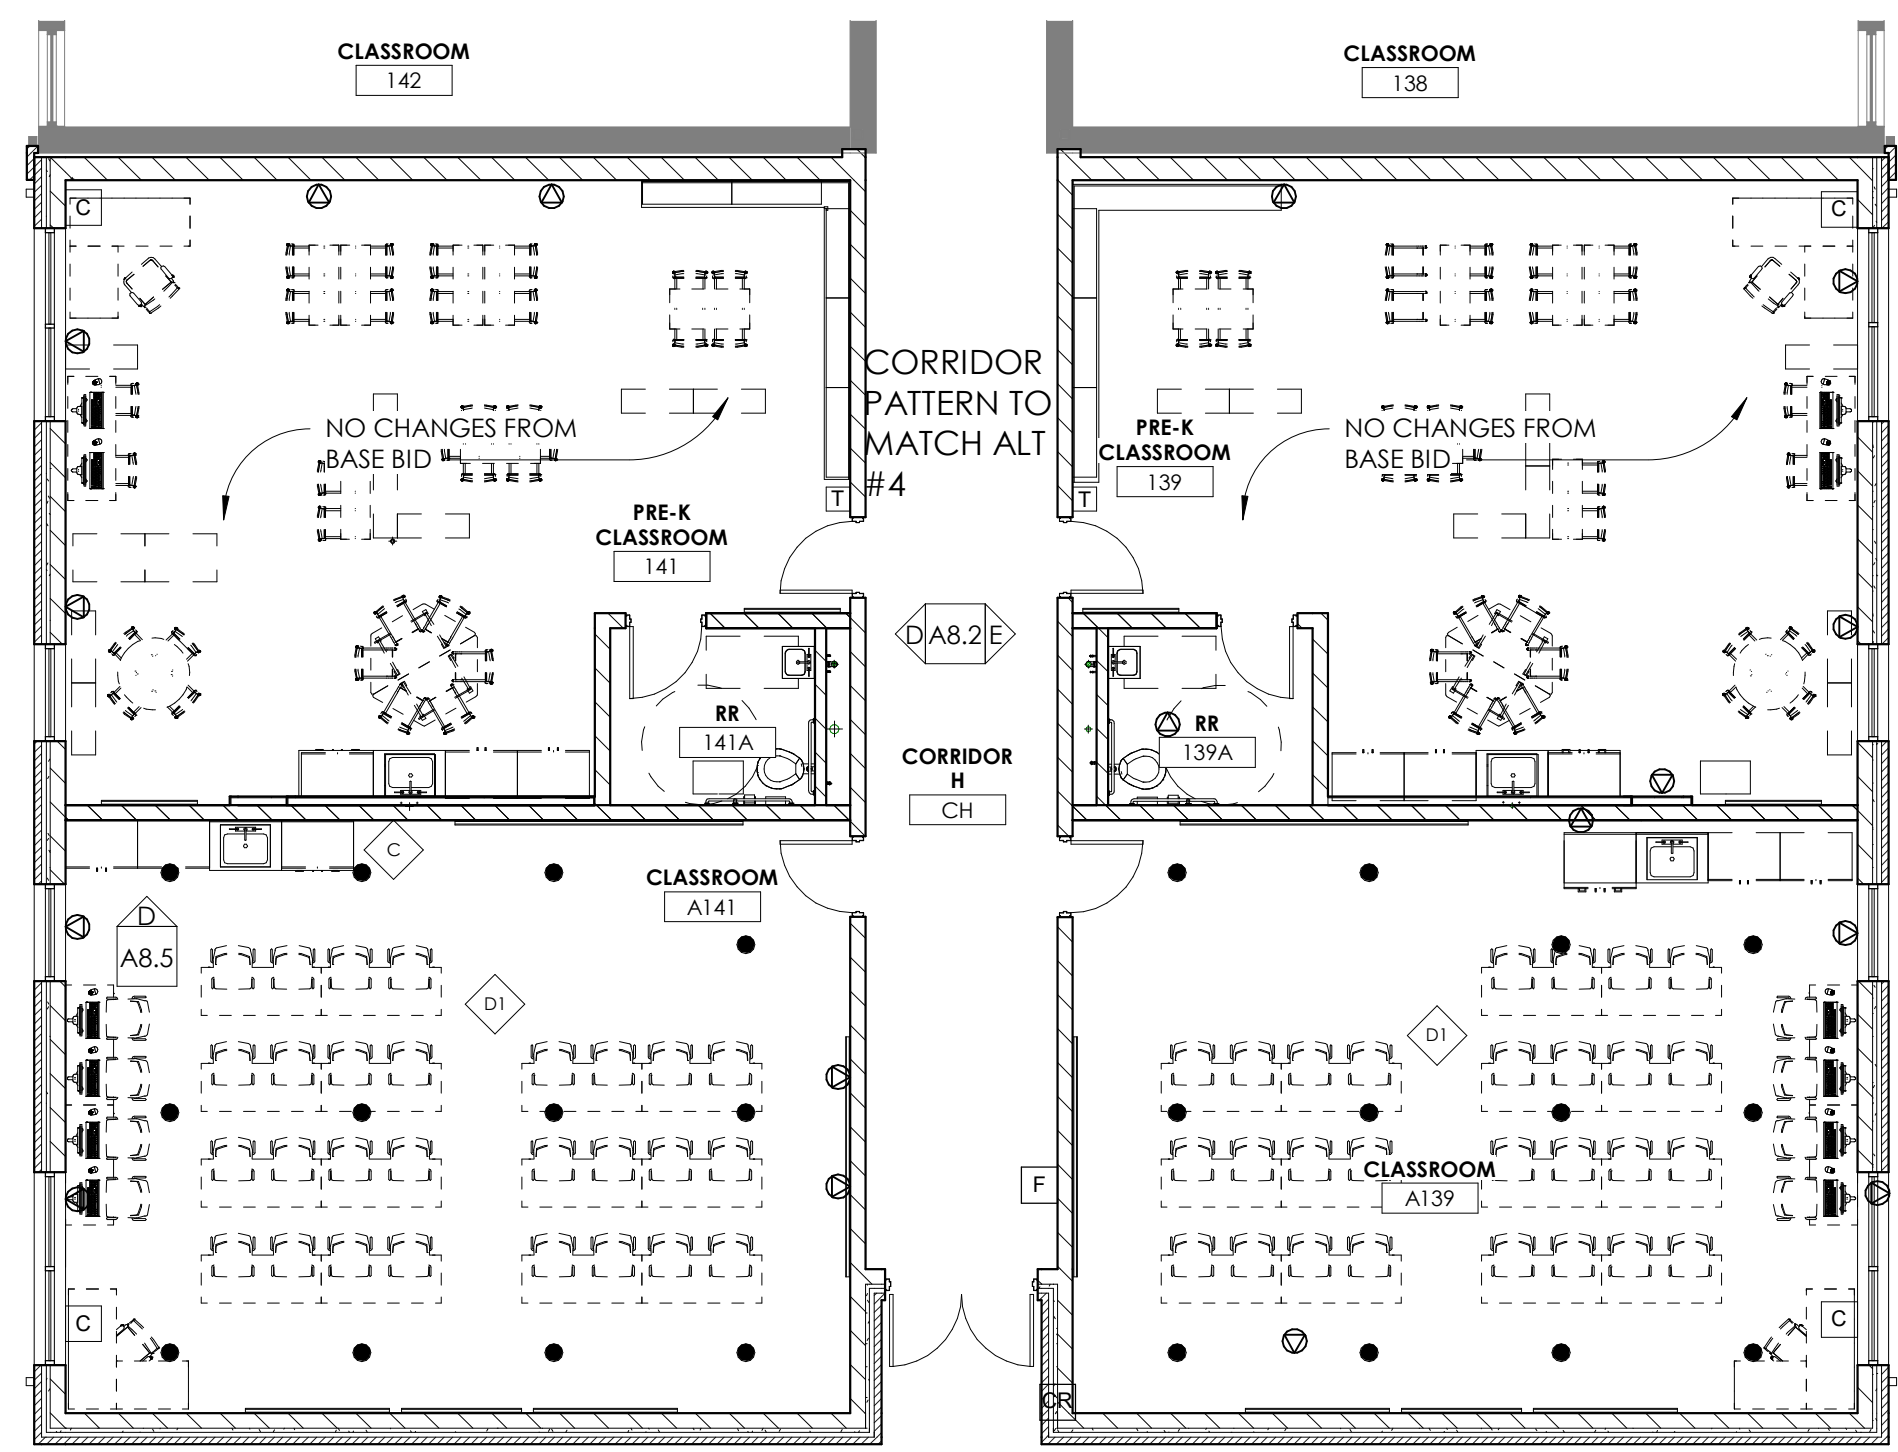 CLASSROOM
142
CLASSROOM
138
C
C
CORRIDOR
PATTERN TO
MATCH ALT
#4
NO CHANGES FROM
BASE BID
NO CHANGES FROM
BASE BID
PRE-K
CLASSROOM
139
T
T
PRE-K
CLASSROOM
141
D A8.2 E
RR
141A
RR
139A
CORRIDOR
H
CH
C
CLASSROOM
A141
D
A8.5
D1
D1
CLASSROOM
A139
F
C
C
CR